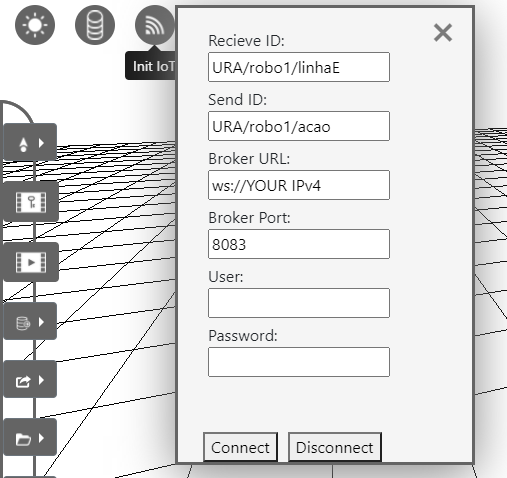 Init IoT
Recieve ID:
URA/robo1/linhaE
Send ID:
URA/robo1/acao
Broker URL:
ws://YOUR IPv4
Broker Port:
8083
User:
Password:
Connect
Disconnect